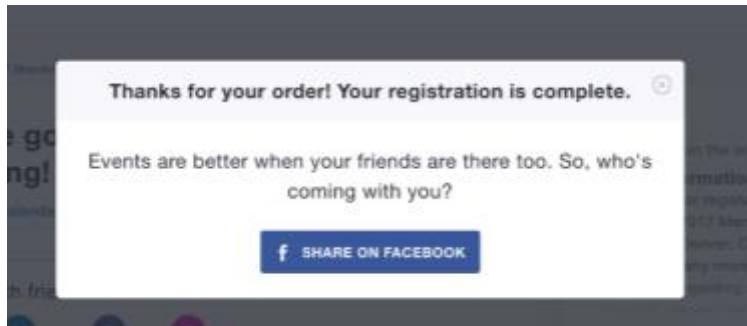 Thanks for your order! Your registration is complete.
Events are better when your friends are there too. So, who's
coming with you?
f SHARE ON FACEBOOK
ng!